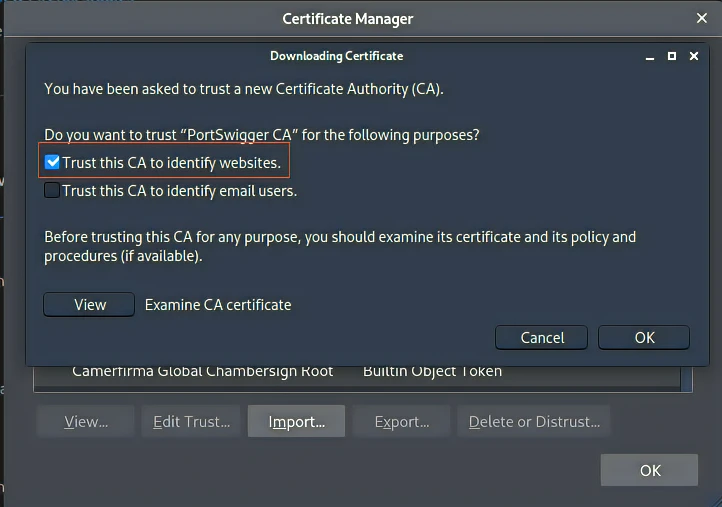 Certificate Manager
Downloading Certificate
You have been asked to trust a new Certificate Authority (CA).
Do you want to trust “PortSwigger CA” for the following purposes?
Trust this CA to identify websites.
Trust this CA to identify email users.
Before trusting this CA for any purpose, you should examine its certificate and its policy and
procedures (if available).
View Examine CA certificate
Cancel OK
Camerfirma Global Chambersign Root Builtin Object Token
View... Edit Trust... Import... Export... Delete or Distrust...
OK